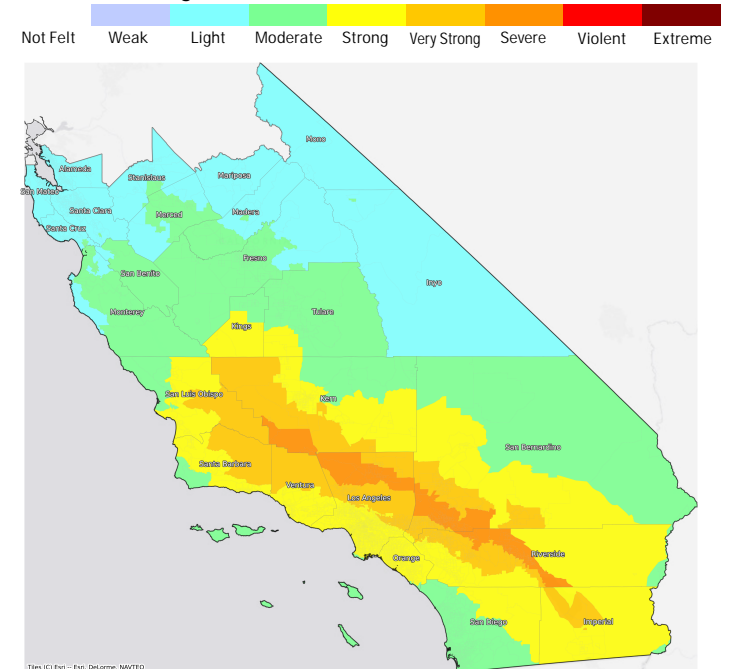 Not Felt Weak Light Moderate Strong Very Strong Severe Violent Extreme
Mono
Alameda
Stanislaus
Mariposa
San Mateo
Santa Clara
Merced
Madera
Santa Cruz
Fresno
San Benito
Inyo
Monterey
Tulare
Kings
San Luis Obispo
Kern
San Bernardino
Santa Barbara
Ventura
Los Angeles
Orange
Riverside
San Diego
Imperial
Tiles (C) Esri -- Esri, DeLorme, NAVTEQ